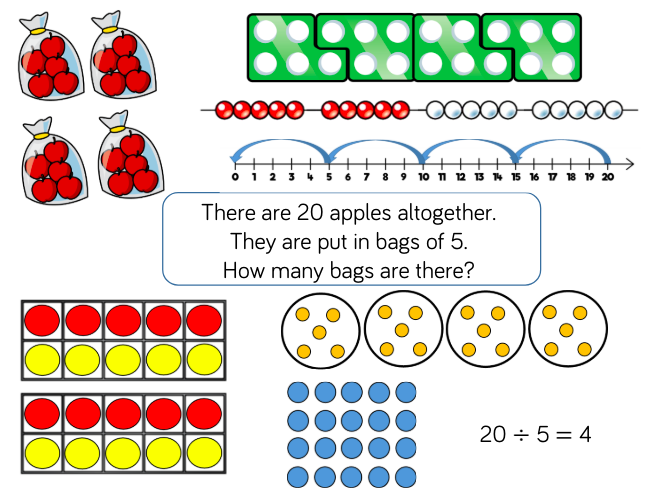 0 1 2 3 4 5 6 7 8 9 10 11 12 13 14 15 16 17 18 19 20
There are 20 apples altogether.
They are put in bags of 5.
How many bags are there?
20 ÷ 5 = 4